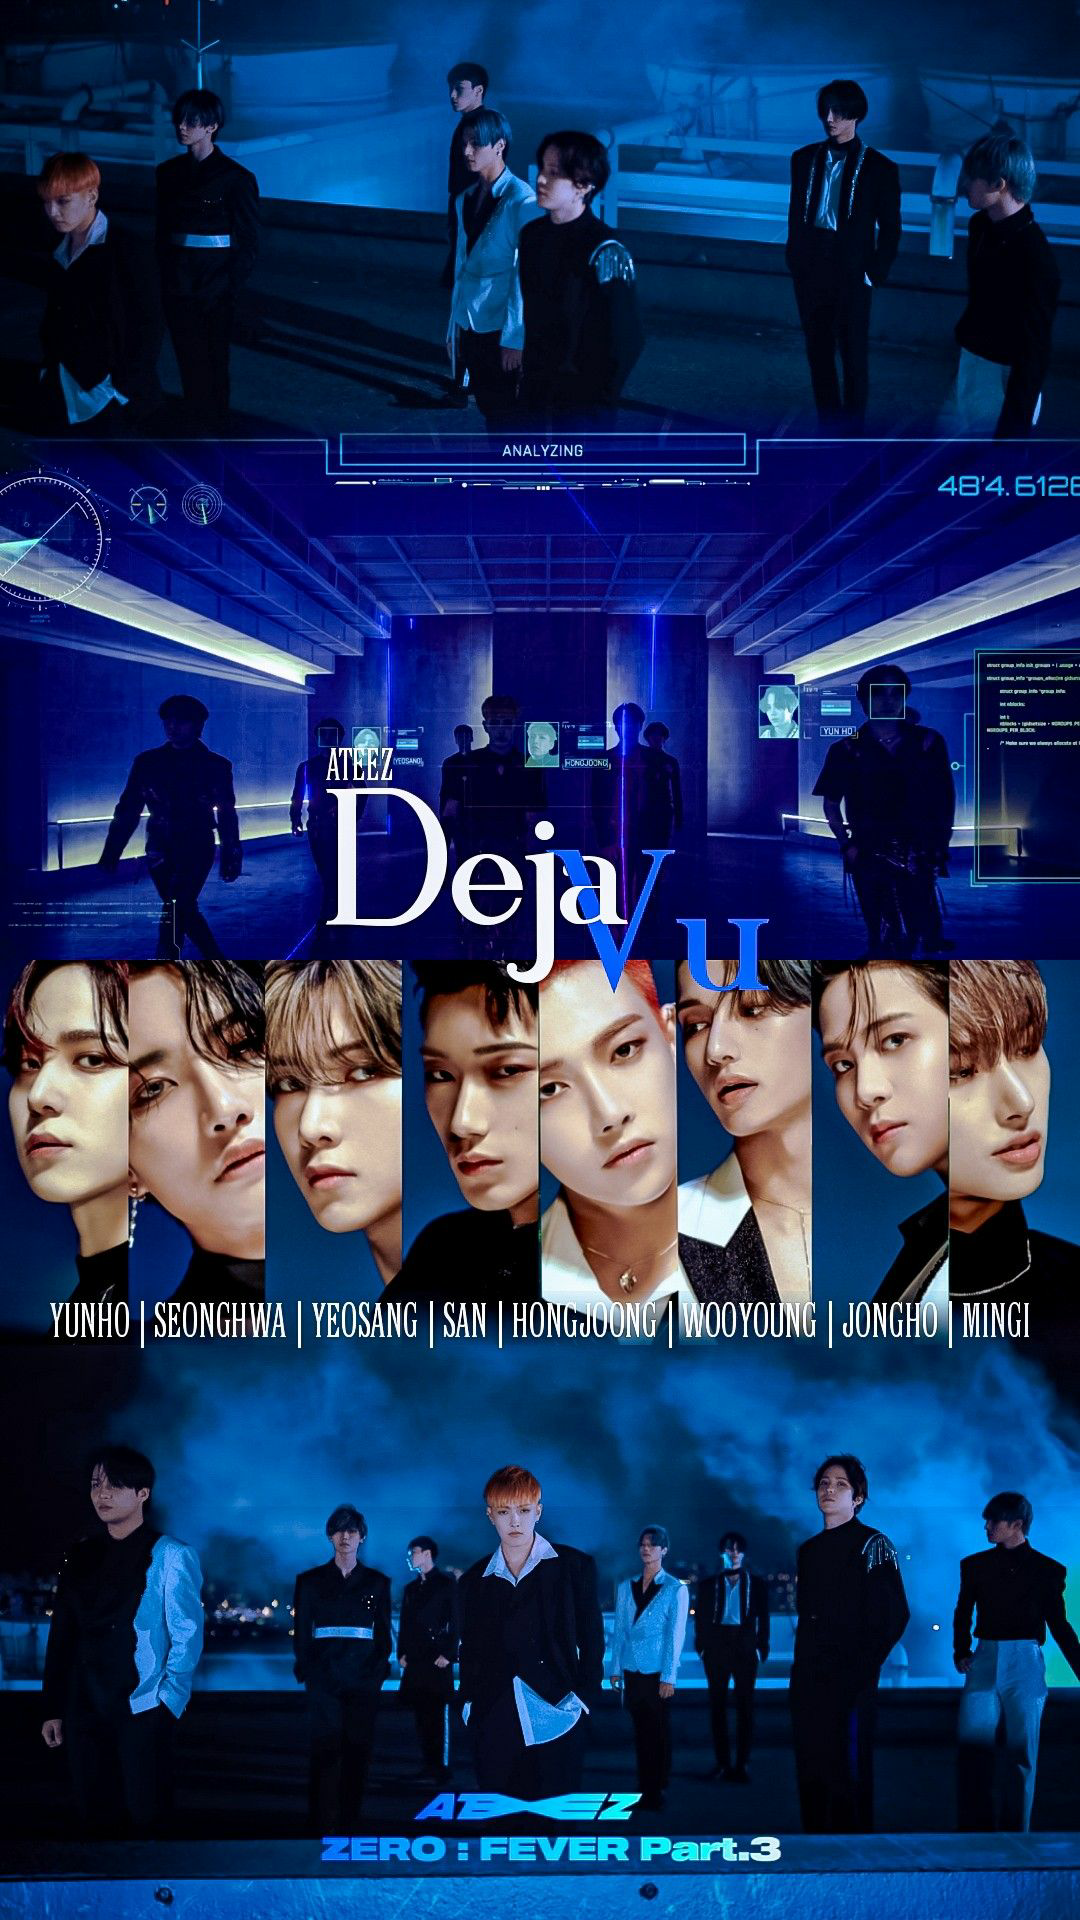 ANALYZING
48'4.6128
YEOSANG
HONGJOONG
YUN HO
ATEEZ
Deja
Vu
YUNHO | SEONGHWA | YEOSANG | SAN | HONGJOONG | WOOYOUNG | JONGHO | MINGI
ATEEZ
ZERO : FEVER Part.3